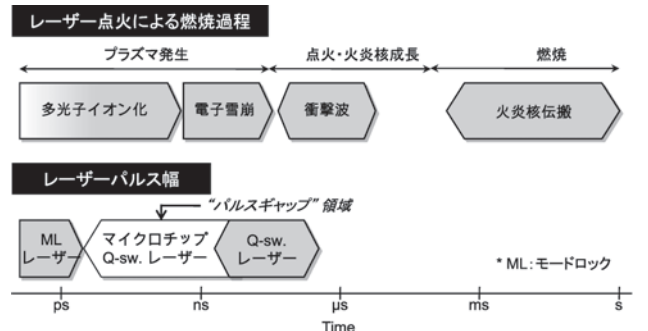 レーザー点火による燃焼過程
プラズマ発生
点火・火炎核成長
燃焼
多光子イオン化
電子雪崩
衝撃波
火炎核伝搬
レーザーパルス幅
“パルスギャップ” 領域
ML
レーザー
マイクロチップ
Q-sw. レーザー
Q-sw.
レーザー
* ML:モードロック
ps
ns
μs
ms
s
Time